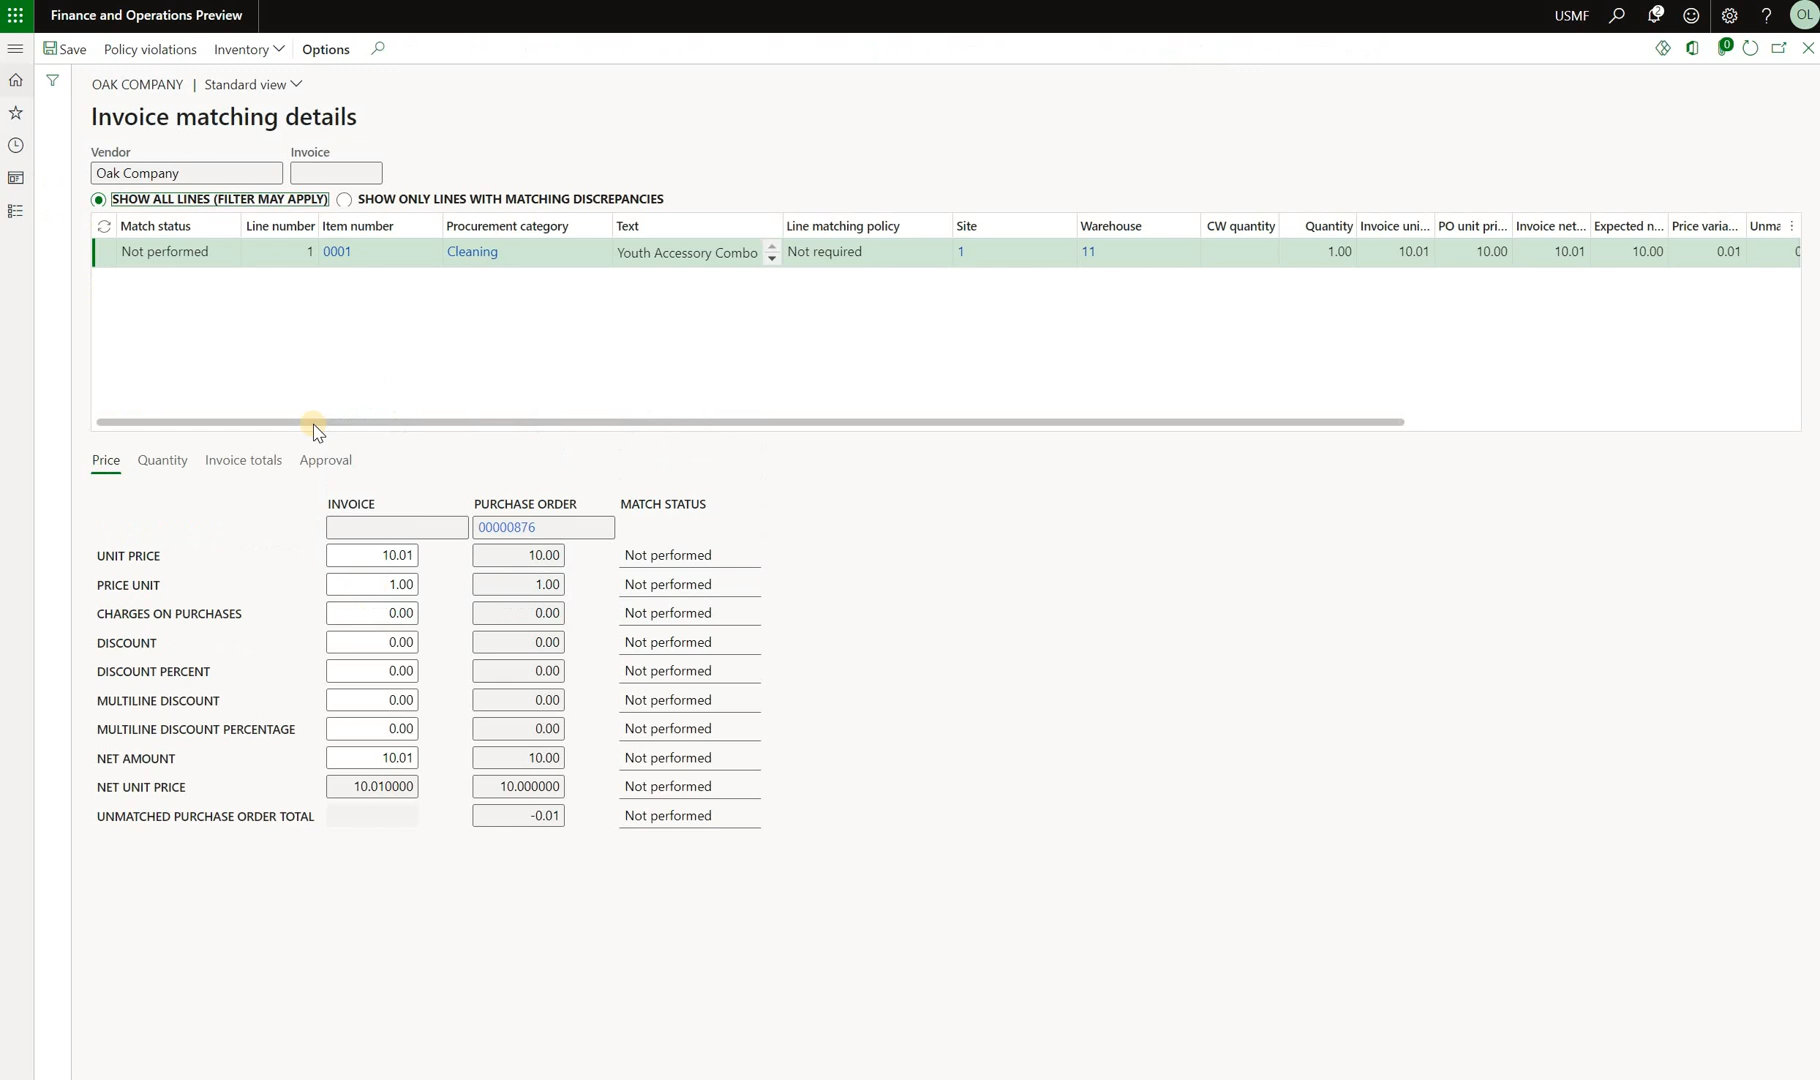 Finance and Operations Preview
USMF
2
OL
Save
Policy violations
Inventory
Options
0
OAK COMPANY | Standard view
Invoice matching details
Vendor Invoice
Oak Company
SHOW ALL LINES (FILTER MAY APPLY) SHOW ONLY LINES WITH MATCHING DISCREPANCIES
Match status Line number Item number Procurement category Text Line matching policy Site Warehouse CW quantity Quantity Invoice uni... PO unit pri... Invoice net... Expected n... Price varia... Unma
Not performed 1 0001 Cleaning Youth Accessory Combo Not required 1 11 1.00 10.01 10.00 10.01 10.00 0.01 0
Price Quantity Invoice totals Approval
INVOICE PURCHASE ORDER MATCH STATUS
00000876
UNIT PRICE 10.01 10.00 Not performed
PRICE UNIT 1.00 1.00 Not performed
CHARGES ON PURCHASES 0.00 0.00 Not performed
DISCOUNT 0.00 0.00 Not performed
DISCOUNT PERCENT 0.00 0.00 Not performed
MULTILINE DISCOUNT 0.00 0.00 Not performed
MULTILINE DISCOUNT PERCENTAGE 0.00 0.00 Not performed
NET AMOUNT 10.01 10.00 Not performed
NET UNIT PRICE 10.010000 10.000000 Not performed
UNMATCHED PURCHASE ORDER TOTAL -0.01 Not performed